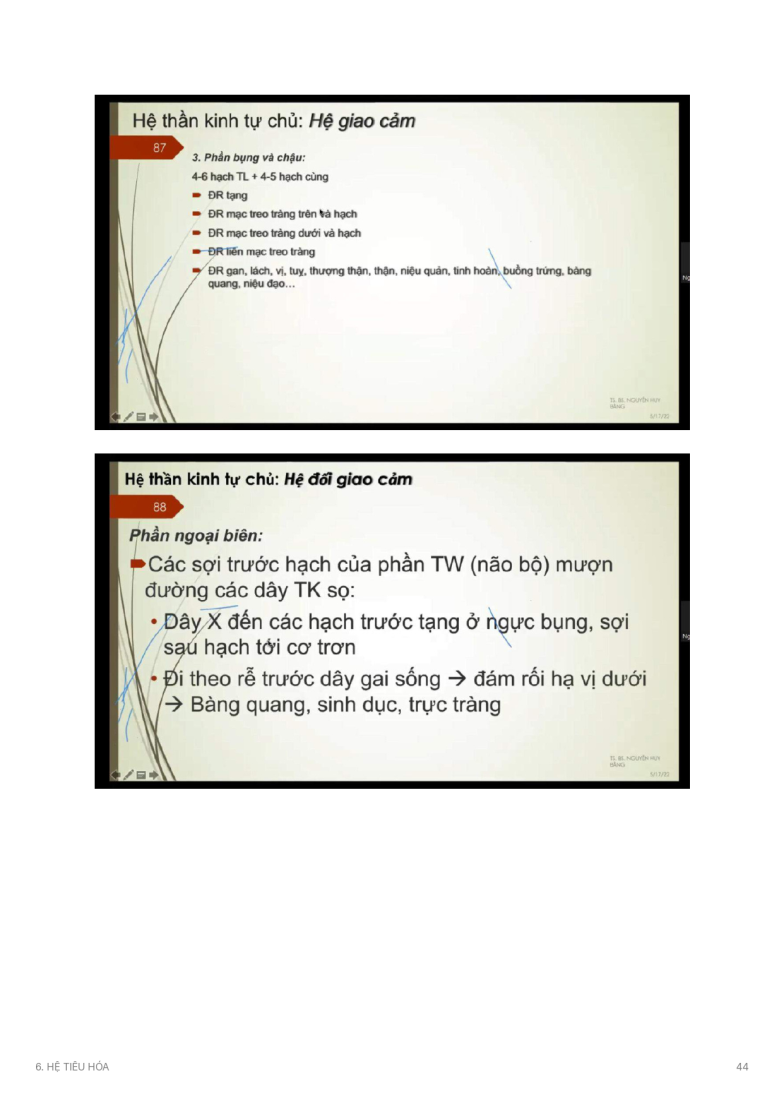 Hệ thần kinh tự chủ: Hệ giao cảm
87
3. Phần bụng và chậu:
4-6 hạch TL + 4-5 hạch cùng
ĐR tạng
ĐR mạc treo tràng trên và hạch
ĐR mạc treo tràng dưới và hạch
ĐR liên mạc treo tràng
ĐR gan, lách, vị, tuỵ, thượng thận, thận, niệu quản, tinh hoàn, buồng trứng, bàng
quang, niệu đạo...
TS. BS. NGUYỄN HUY
BẰNG
5/17/22
Ng
Hệ thần kinh tự chủ: Hệ đối giao cảm
88
Phần ngoại biên:
Các sợi trước hạch của phần TW (não bộ) mượn
đường các dây TK sọ:
• Dây X đến các hạch trước tạng ở ngực bụng, sợi
sau hạch tới cơ trơn
• Đi theo rễ trước dây gai sống → đám rối hạ vị dưới
→ Bàng quang, sinh dục, trực tràng
TS. BS. NGUYỄN HUY
BẰNG
Ng
6. HỆ TIÊU HÓA
44